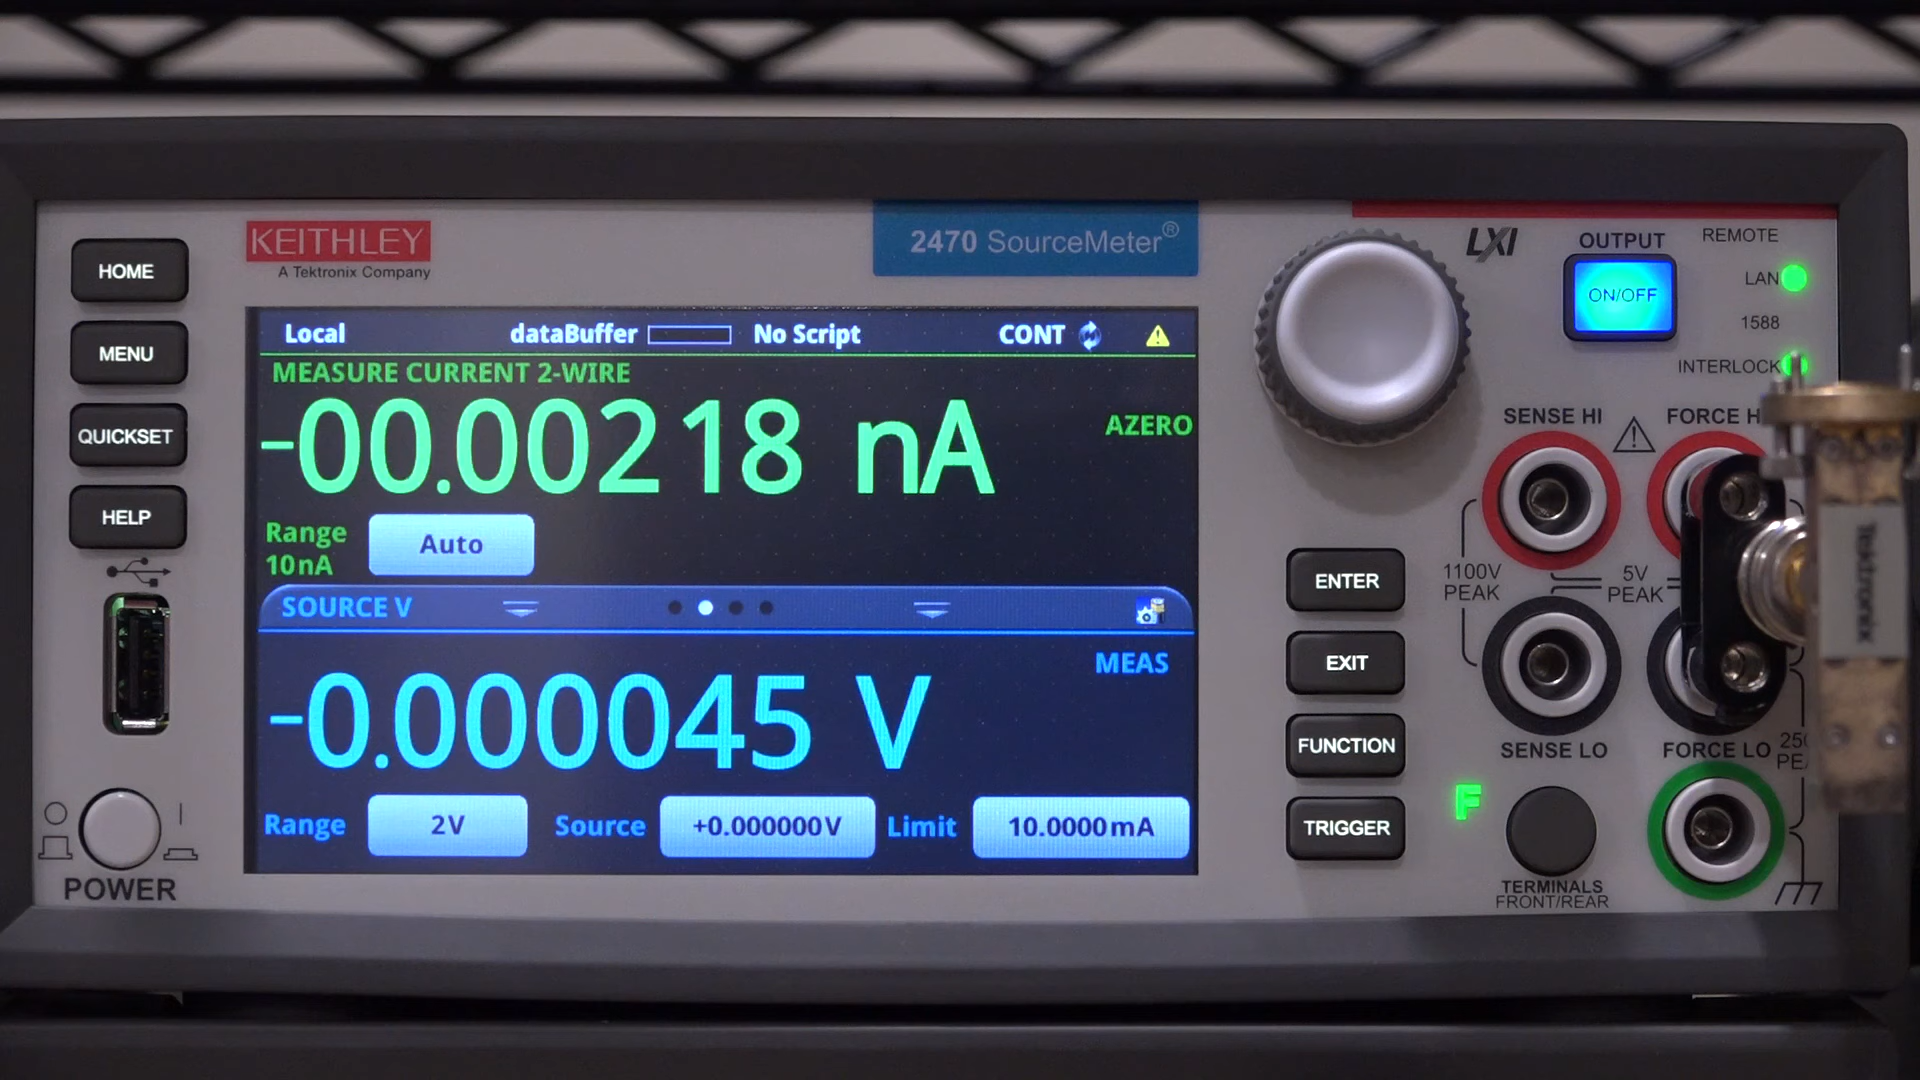 KEITHLEY
A Tektronix Company
2470 SourceMeter®
LXI
OUTPUT
ON/OFF
REMOTE
LAN
1588
INTERLOCK
HOME
MENU
QUICKSET
HELP
POWER
Local dataBuffer No Script CONT
MEASURE CURRENT 2-WIRE
-00.00218 nA
AZERO
Range
10nA
Auto
SOURCE V
MEAS
-0.000045 V
Range 2V Source +0.000000V Limit 10.0000mA
ENTER
EXIT
FUNCTION
TRIGGER
SENSE HI FORCE H
1100V
PEAK
5V
PEAK
SENSE LO FORCE LO
F
TERMINALS
FRONT/REAR
Tektronix